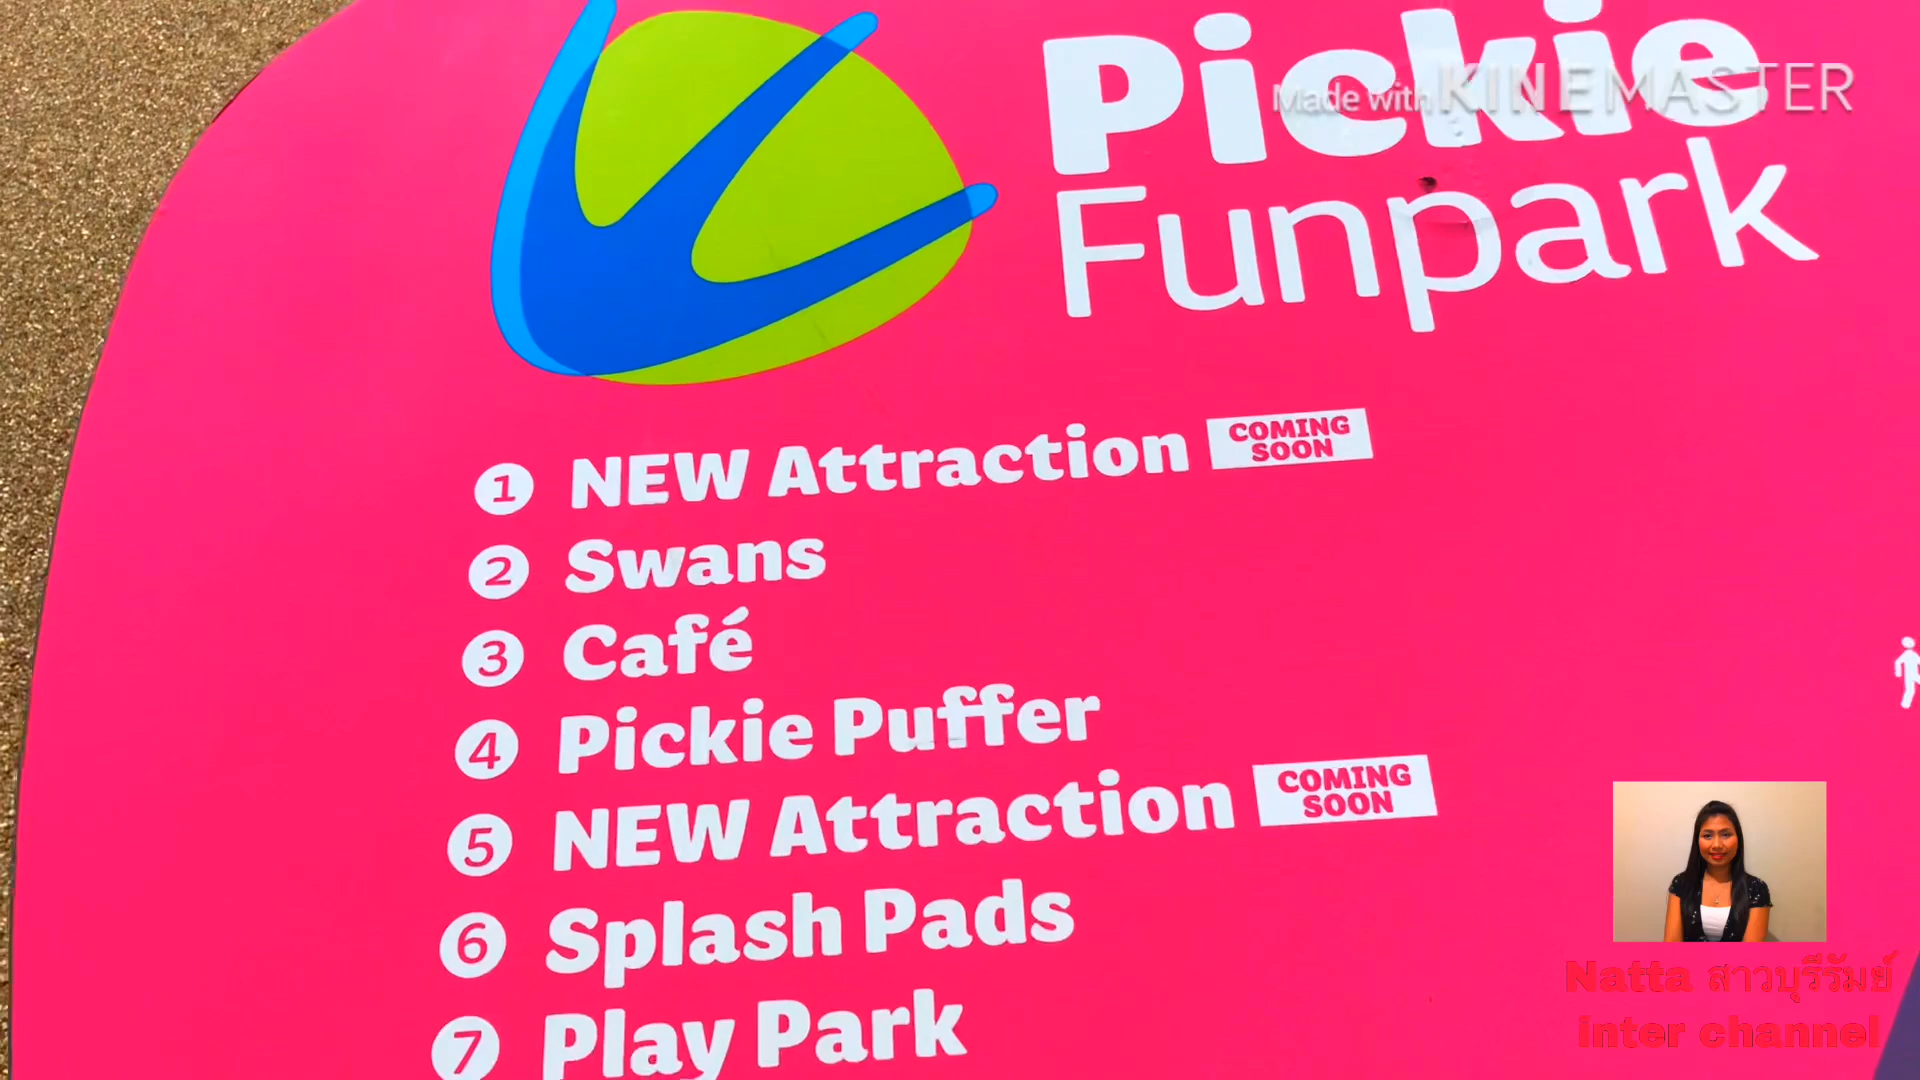 Pickie
Made with KINEMASTER
Funpark
1 NEW Attraction COMING SOON
2 Swans
3 Café
4 Pickie Puffer
5 NEW Attraction COMING SOON
6 Splash Pads
7 Play Park
Natta สาวบุรีรัมย์
inter channel